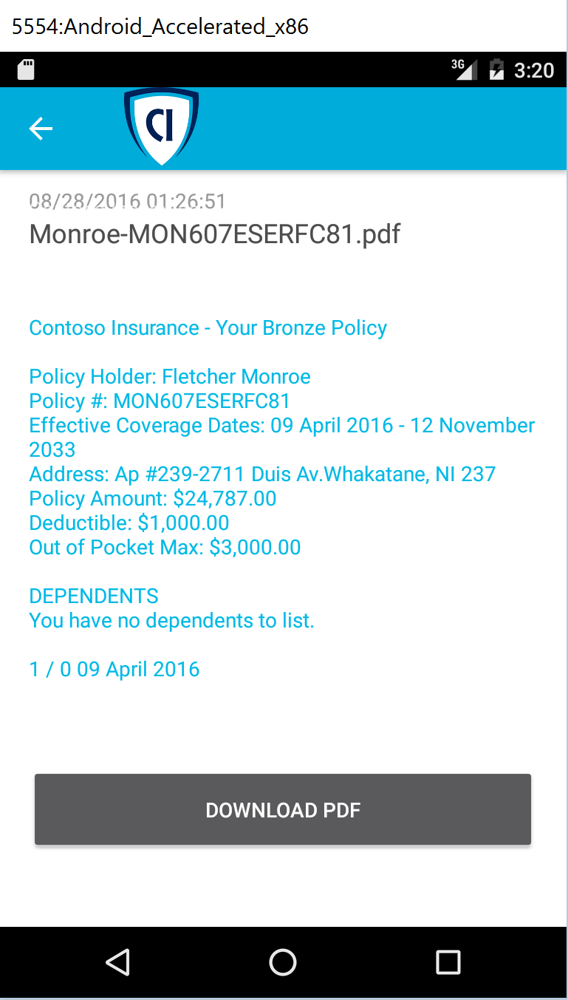 5554:Android_Accelerated_x86
3G 3:20
CI
08/28/2016 01:26:51
Monroe-MON607ESERFC81.pdf
Contoso Insurance - Your Bronze Policy
Policy Holder: Fletcher Monroe
Policy #: MON607ESERFC81
Effective Coverage Dates: 09 April 2016 - 12 November
2033
Address: Ap #239-2711 Duis Av.Whakatane, NI 237
Policy Amount: $24,787.00
Deductible: $1,000.00
Out of Pocket Max: $3,000.00
DEPENDENTS
You have no dependents to list.
1 / 0 09 April 2016
DOWNLOAD PDF